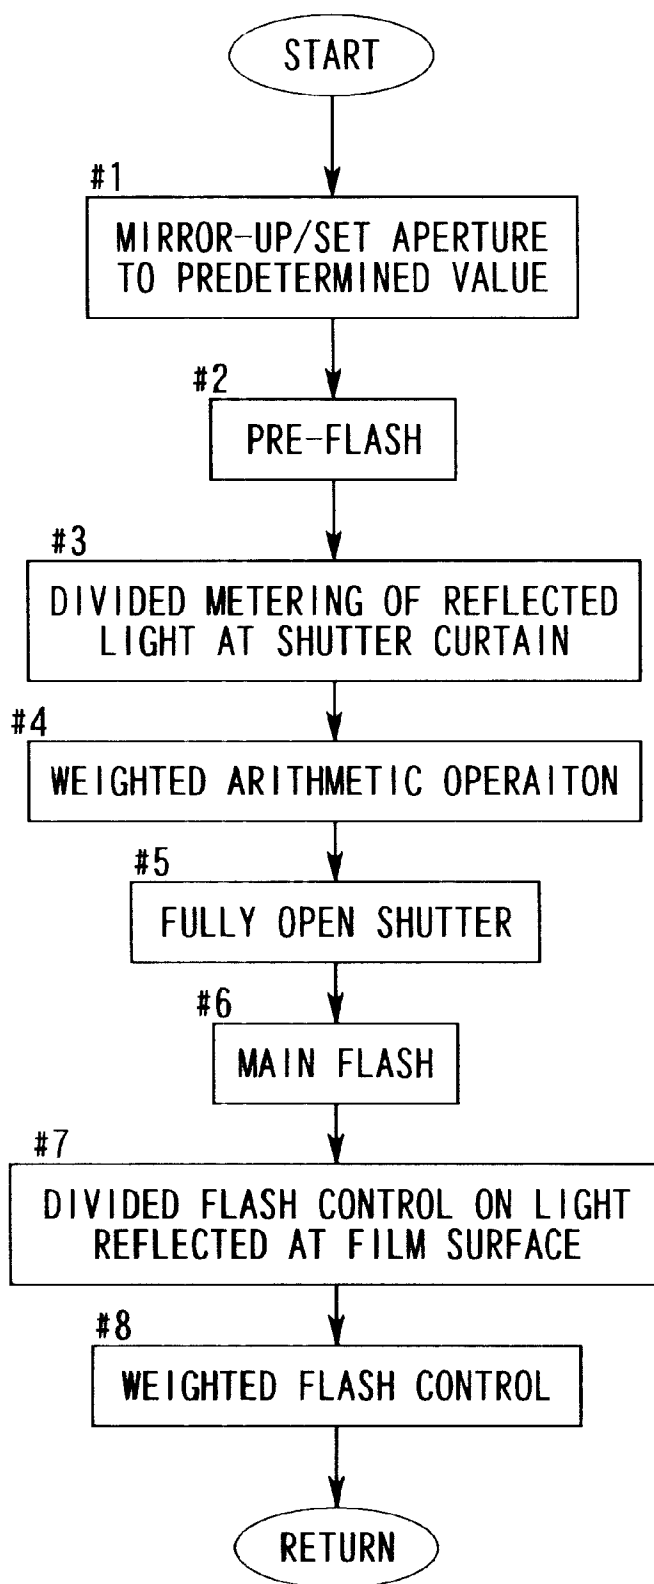 START
#1
MIRROR-UP/SET APERTURE
TO PREDETERMINED VALUE
#2
PRE-FLASH
#3
DIVIDED METERING OF REFLECTED
LIGHT AT SHUTTER CURTAIN
#4
WEIGHTED ARITHMETIC OPERAITON
#5
FULLY OPEN SHUTTER
#6
MAIN FLASH
#7
DIVIDED FLASH CONTROL ON LIGHT
REFLECTED AT FILM SURFACE
#8
WEIGHTED FLASH CONTROL
RETURN